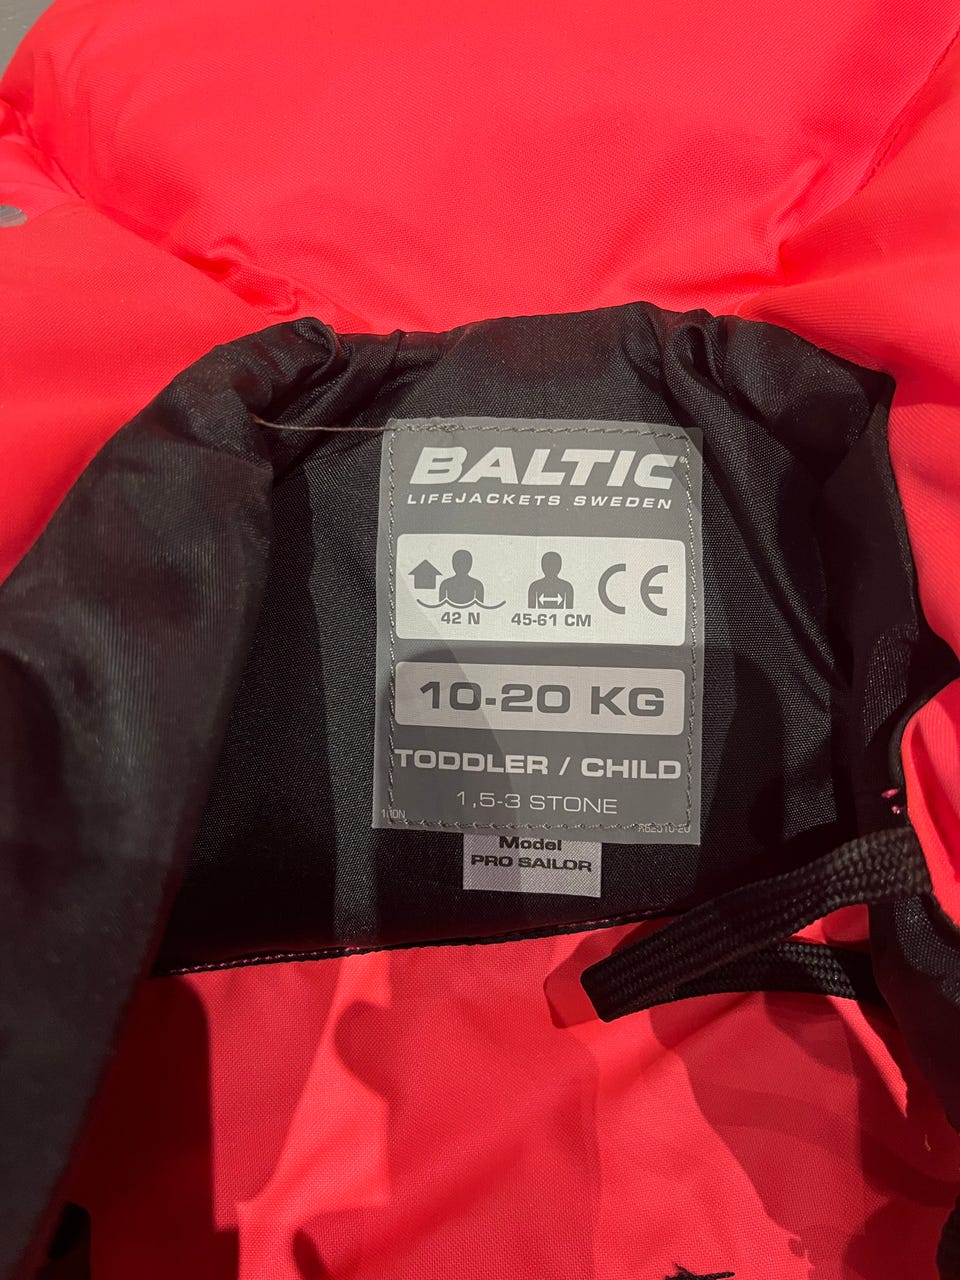 BALTIC®
LIFEJACKETS SWEDEN
42 N 45-61 CM CE
10-20 KG
TODDLER / CHILD
1,5-3 STONE
Model
PRO SAILOR